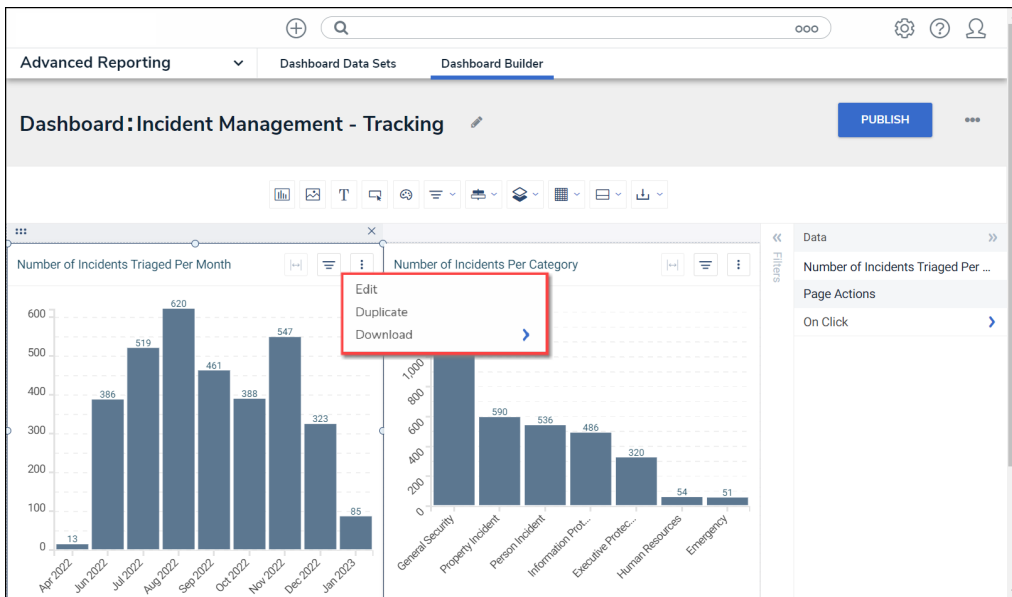 Advanced Reporting
Dashboard Data Sets
Dashboard Builder
Dashboard: Incident Management - Tracking
PUBLISH
T
Number of Incidents Triaged Per Month
Edit
Duplicate
Download
600
500
400
300
200
100
0
13
386
519
620
461
388
547
323
85
Apr 2022
Jun 2022
Jul 2022
Aug 2022
Sep 2022
Oct 2022
Nov 2022
Dec 2022
Jan 2023
Number of Incidents Per Category
1,000
800
600
400
200
0
590
536
486
320
54
51
General Security
Property Incident
Person Incident
Information Prot...
Executive Protec...
Human Resources
Emergency
Filters
Data
Number of Incidents Triaged Per ...
Page Actions
On Click